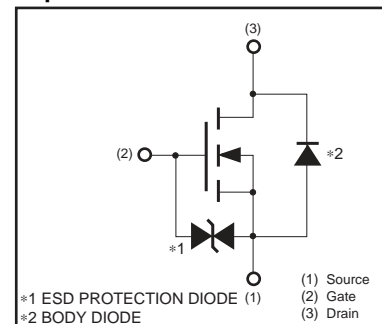 (3)
(2)
∗2
∗1
∗1 ESD PROTECTION DIODE
∗2 BODY DIODE
(1)
(1) Source
(2) Gate
(3) Drain